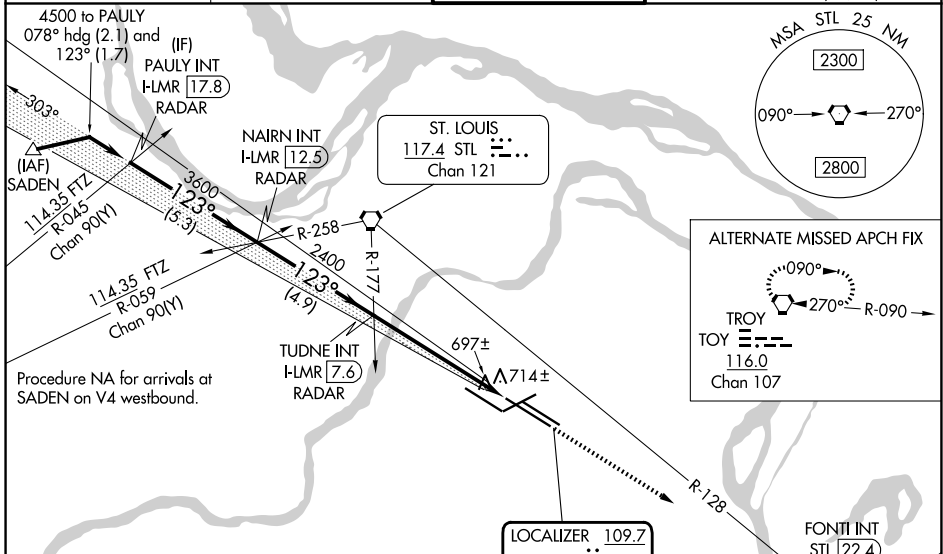 4500 to PAULY
078° hdg (2.1) and
123° (1.7)
(IF)
PAULY INT
I-LMR 17.8
RADAR
303°
(IAF)
SADEN
114.35 FTZ
R-045
Chan 90(Y)
NAIRN INT
I-LMR 12.5
RADAR
3600
123°
(5.3)
ST. LOUIS
117.4 STL
Chan 121
R-258
R-177
2400
123°
(4.9)
114.35 FTZ
R-059
Chan 90(Y)
TUDNE INT
I-LMR 7.6
RADAR
697±
714±
Procedure NA for arrivals at
SADEN on V4 westbound.
MSA STL 25 NM
2300
090°
270°
2800
ALTERNATE MISSED APCH FIX
090°
270°
R-090
TROY
TOY
116.0
Chan 107
R-128
LOCALIZER 109.7
FONTI INT
STL 22.4